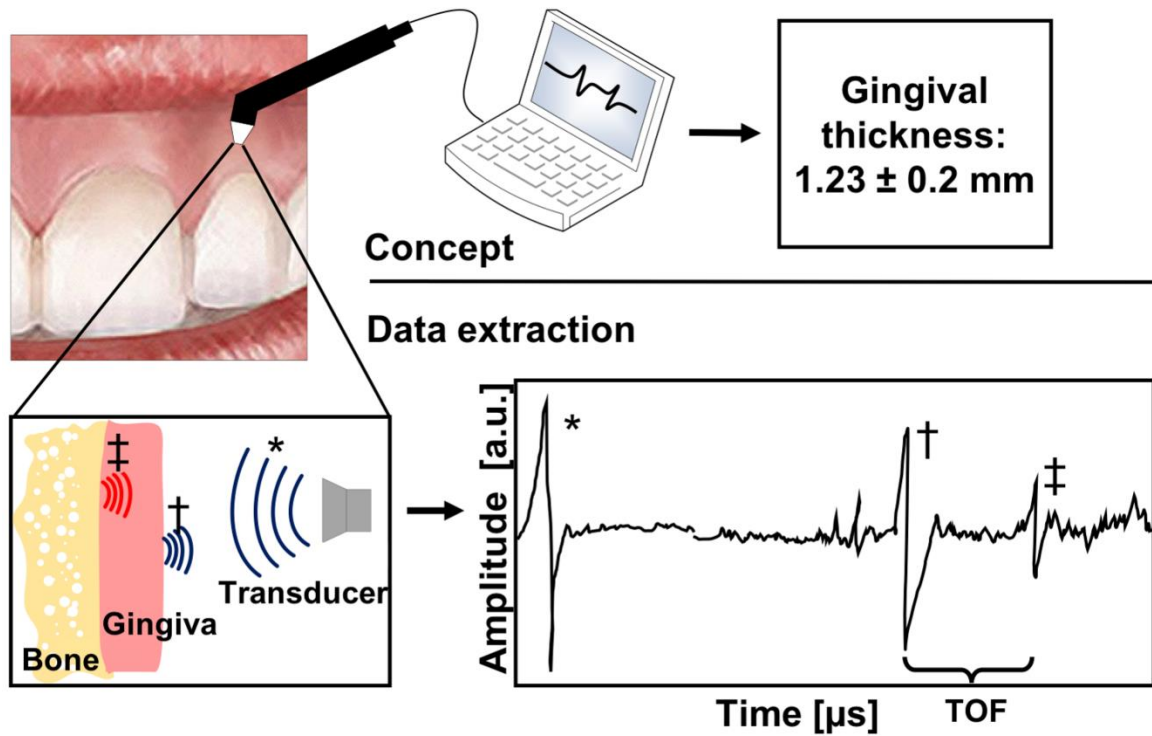 Gingival
thickness:
1.23 ± 0.2 mm
Concept
Data extraction
‡
†
*
Transducer
Gingiva
Bone
Amplitude [a.u.]
*
†
‡
Time [µs]
TOF